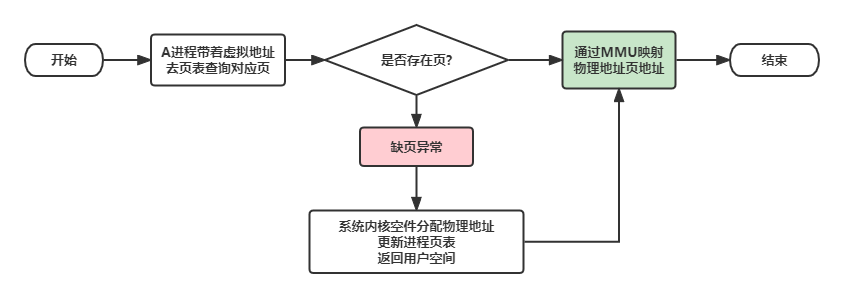 开始
A进程带着虚拟地址
去页表查询对应页
是否存在页?
通过MMU映射
物理地址页地址
结束
缺页异常
系统内核空件分配物理地址
更新进程页表
返回用户空间